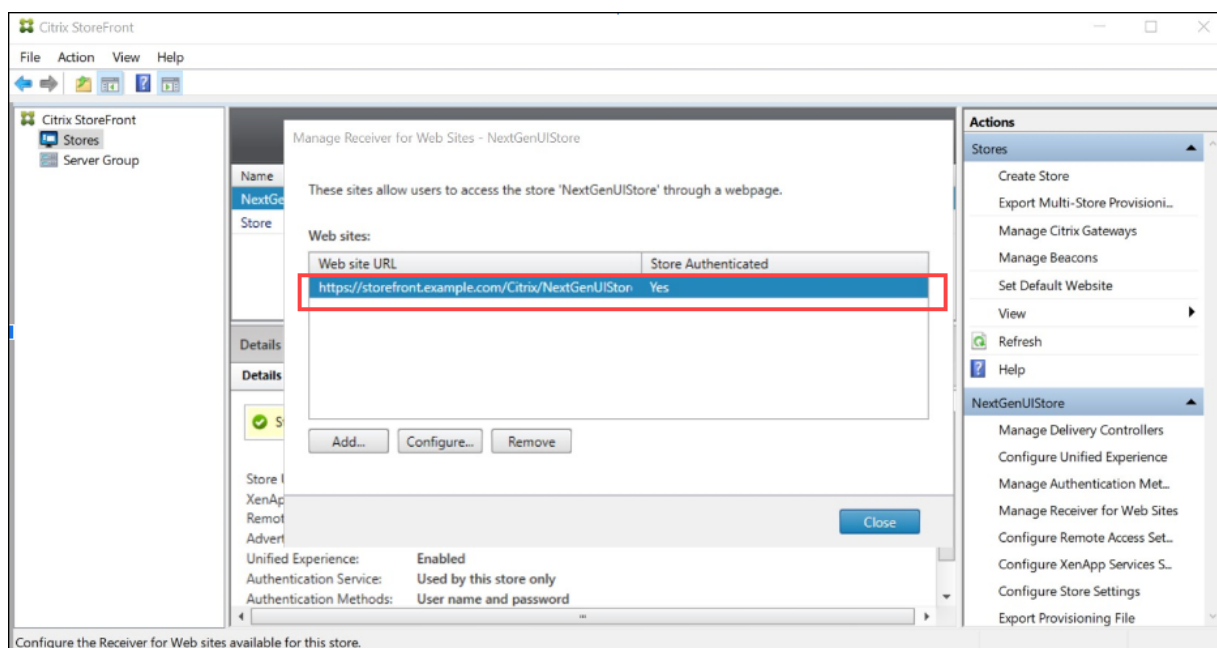 Citrix StoreFront
File Action View Help
Citrix StoreFront
Stores
Server Group
Name
NextGe
Store
Details
Details
S
Store U
XenAp
Remot
Advert
Unified Experience: Enabled
Authentication Service: Used by this store only
Authentication Methods: User name and password
Manage Receiver for Web Sites - NextGenUIStore
These sites allow users to access the store 'NextGenUIStore' through a webpage.
Web sites:
Web site URL Store Authenticated
https://storefront.example.com/Citrix/NextGenUIStor Yes
Add... Configure... Remove
Close
Actions
Stores
Create Store
Export Multi-Store Provisioni...
Manage Citrix Gateways
Manage Beacons
Set Default Website
View
Refresh
Help
NextGenUIStore
Manage Delivery Controllers
Configure Unified Experience
Manage Authentication Met...
Manage Receiver for Web Sites
Configure Remote Access Set...
Configure XenApp Services S...
Configure Store Settings
Export Provisioning File
Configure the Receiver for Web sites available for this store.